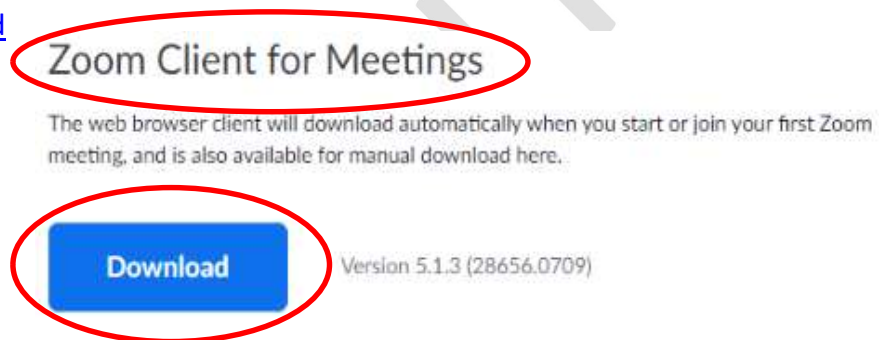 d
Zoom Client for Meetings
The web browser client will download automatically when you start or join your first Zoom
meeting, and is also available for manual download here.
Download Version 5.1.3 (28656.0709)